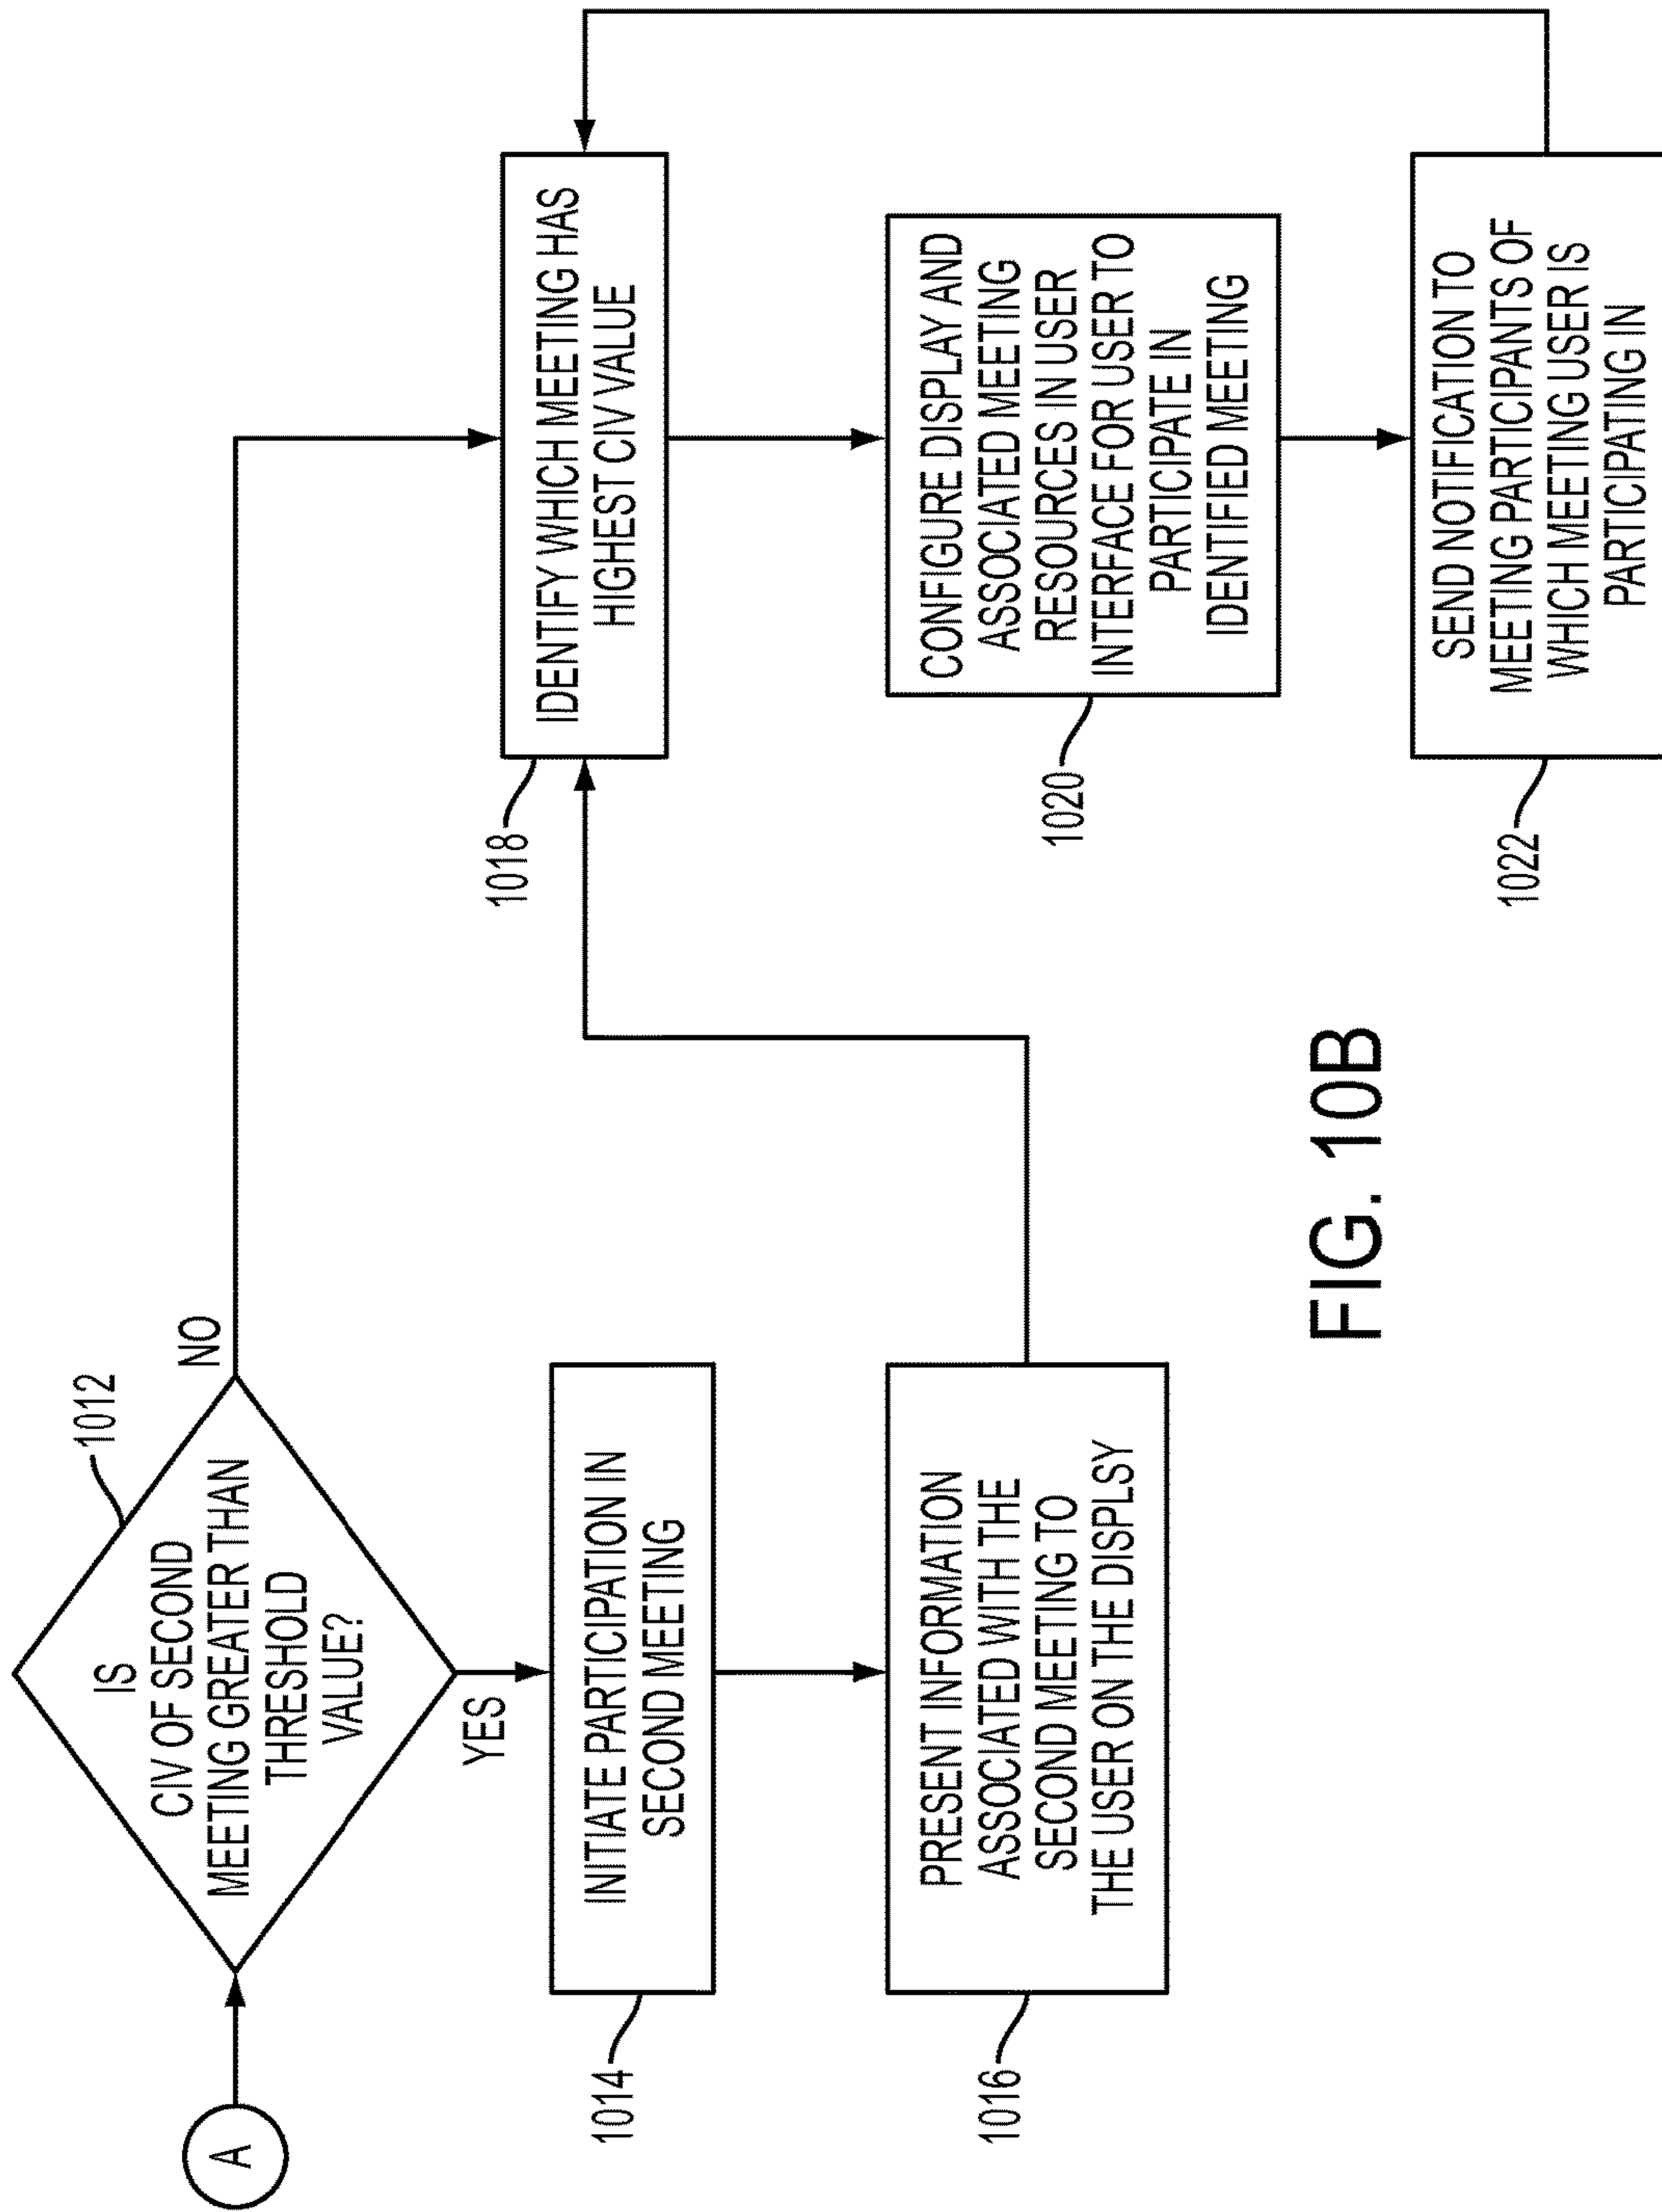 A
1012
IS
CIV OF SECOND
MEETING GREATER THAN
THRESHOLD
VALUE?
NO
YES
1014
INITIATE PARTICIPATION IN
SECOND MEETING
1016
PRESENT INFORMATION
ASSOCIATED WITH THE
SECOND MEETING TO
THE USER ON THE DISPLSY
1018
IDENTIFY WHICH MEETING HAS
HIGHEST CIV VALUE
1020
CONFIGURE DISPLAY AND
ASSOCIATED MEETING
RESOURCES IN USER
INTERFACE FOR USER TO
PARTICIPATE IN
IDENTIFIED MEETING
1022
SEND NOTIFICATION TO
MEETING PARTICIPANTS OF
WHICH MEETING USER IS
PARTICIPATING IN
FIG. 10B